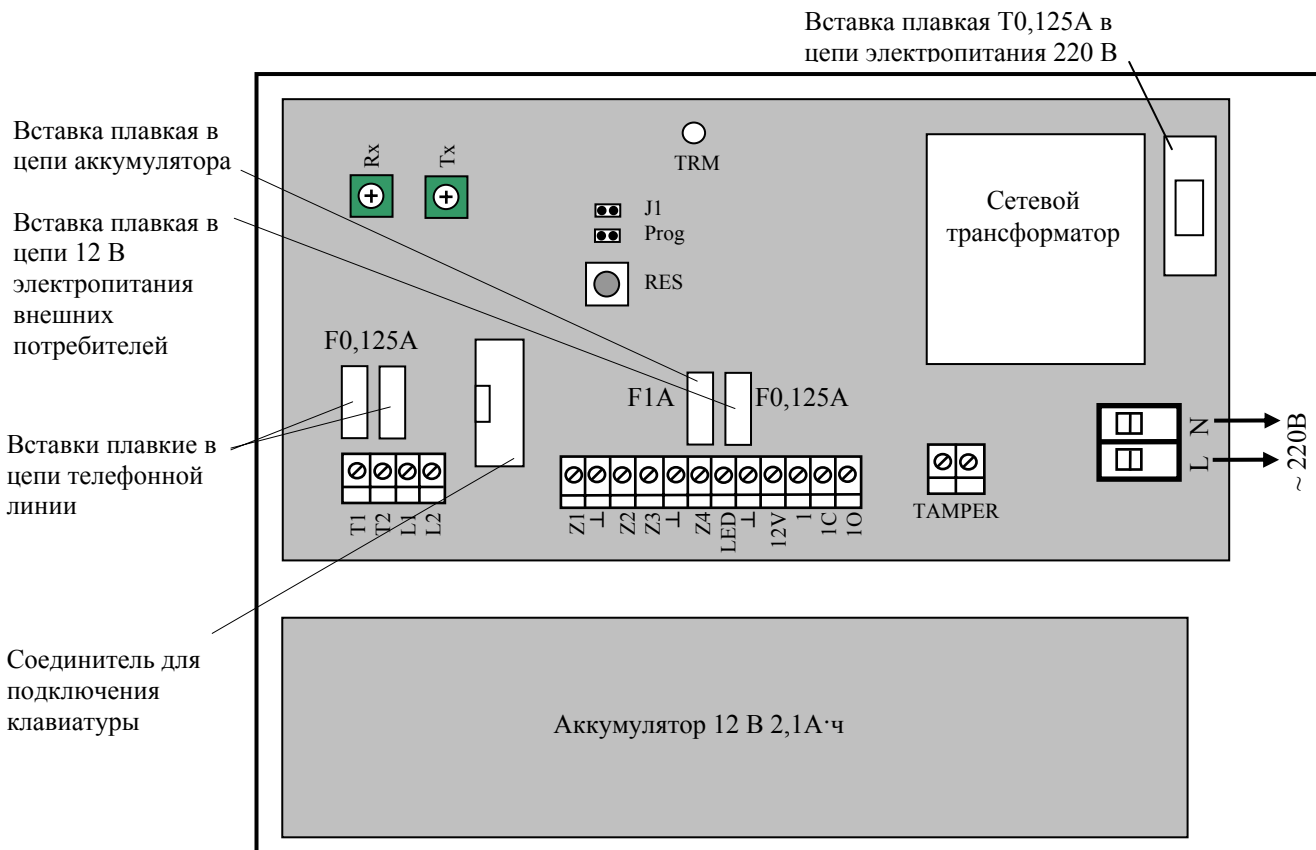 Вставка плавкая Т0,125А в
цепи электропитания 220 В
Вставка плавкая в
цепи аккумулятора
Вставка плавкая в
цепи 12 В
электропитания
внешних
потребителей
Вставки плавкие в
цепи телефонной
линии
Соединитель для
подключения
клавиатуры
Rx
Tx
TRM
J1
Prog
RES
Сетевой
трансформатор
F0,125A
F1A
F0,125A
T1
T2
L1
L2
Z1
⊥
Z2
Z3
⊥
Z4
LED
⊥
12V
1
1C
1O
TAMPER
N
L
~ 220В
Аккумулятор 12 В 2,1А·ч